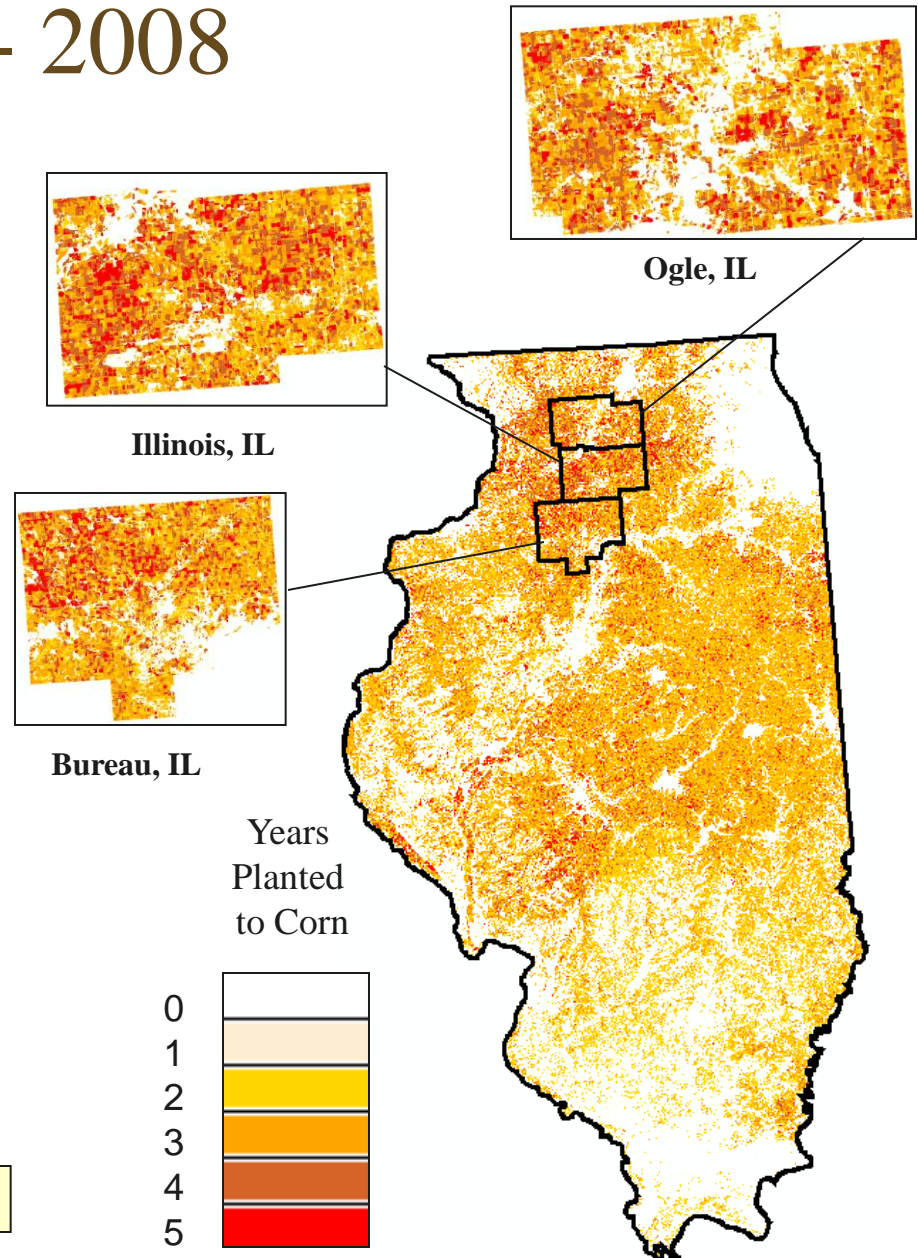 - 2008
Ogle, IL
Illinois, IL
Bureau, IL
Years
Planted
to Corn
0
1
2
3
4
5